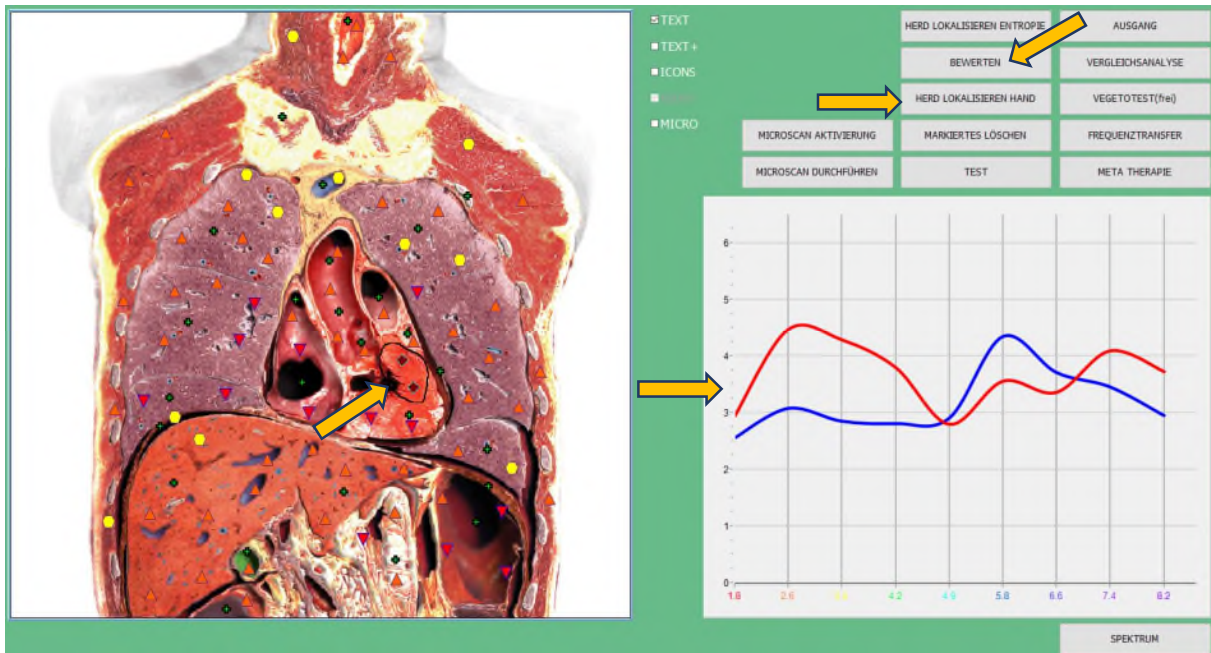 TEXT
TEXT+
ICONS
MICRO
HERD LOKALISIEREN ENTROPIE
AUSGANG
BEWERTEN
VERGLEICHSANALYSE
HERD LOKALISIEREN HAND
VEGETOTEST(frei)
MICROSCAN AKTIVIERUNG
MARKIERTES LÖSCHEN
FREQUENZTRANSFER
MICROSCAN DURCHFÜHREN
TEST
META THERAPIE
6
5
4
3
2
1
0
1.8 2.6 3.4 4.2 4.9 5.8 6.6 7.4 8.2
SPEKTRUM